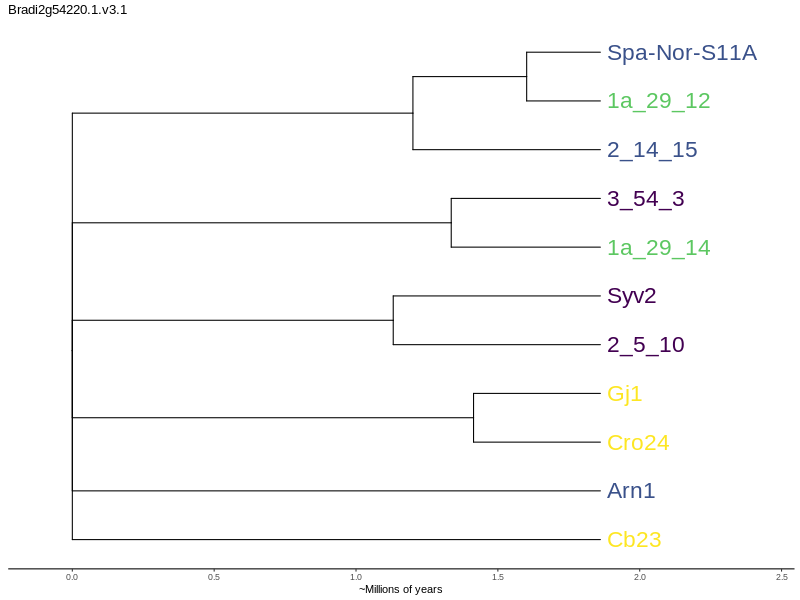 Bradi2g54220.1.v3.1
Spa-Nor-S11A
1a_29_12
2_14_15
3_54_3
1a_29_14
Syv2
2_5_10
Gj1
Cro24
Arn1
Cb23
0.0 0.5 1.0 1.5 2.0 2.5
~Millions of years